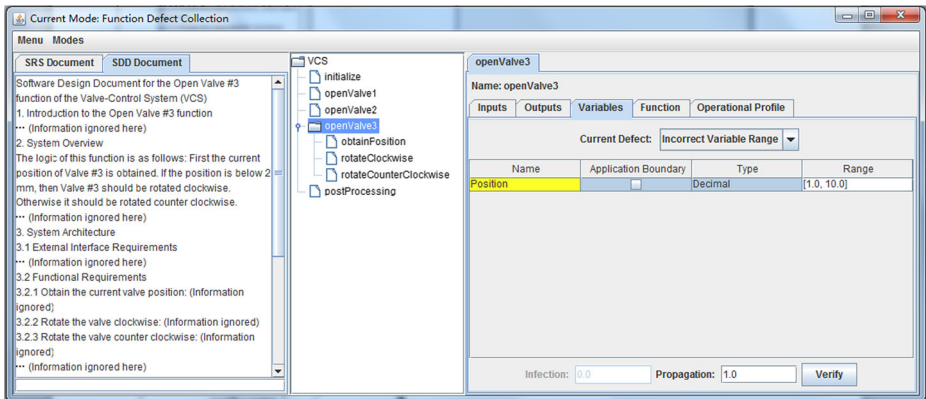 Current Mode: Function Defect Collection
Menu Modes
SRS Document SDD Document
Software Design Document for the Open Valve #3
function of the Valve-Control System (VCS)
1. Introduction to the Open Valve #3 function
··· (Information ignored here)
2. System Overview
The logic of this function is as follows: First the current
position of Valve #3 is obtained. If the position is below 2
mm, then Valve #3 should be rotated clockwise.
Otherwise it should be rotated counter clockwise.
··· (Information ignored here)
3. System Architecture
3.1 External Interface Requirements
··· (Information ignored here)
3.2 Functional Requirements
3.2.1 Obtain the current valve position: (Information
ignored)
3.2.2 Rotate the valve clockwise: (Information ignored)
3.2.3 Rotate the valve counter clockwise: (Information
ignored)
··· (Information ignored here)
VCS
initialize
openValve1
openValve2
openValve3
obtainPosition
rotateClockwise
rotateCounterClockwise
postProcessing
openValve3
Name: openValve3
Inputs Outputs Variables Function Operational Profile
Current Defect: Incorrect Variable Range
Name Application Boundary Type Range
Position Decimal [1.0, 10.0]
Infection: 0.0 Propagation: 1.0 Verify